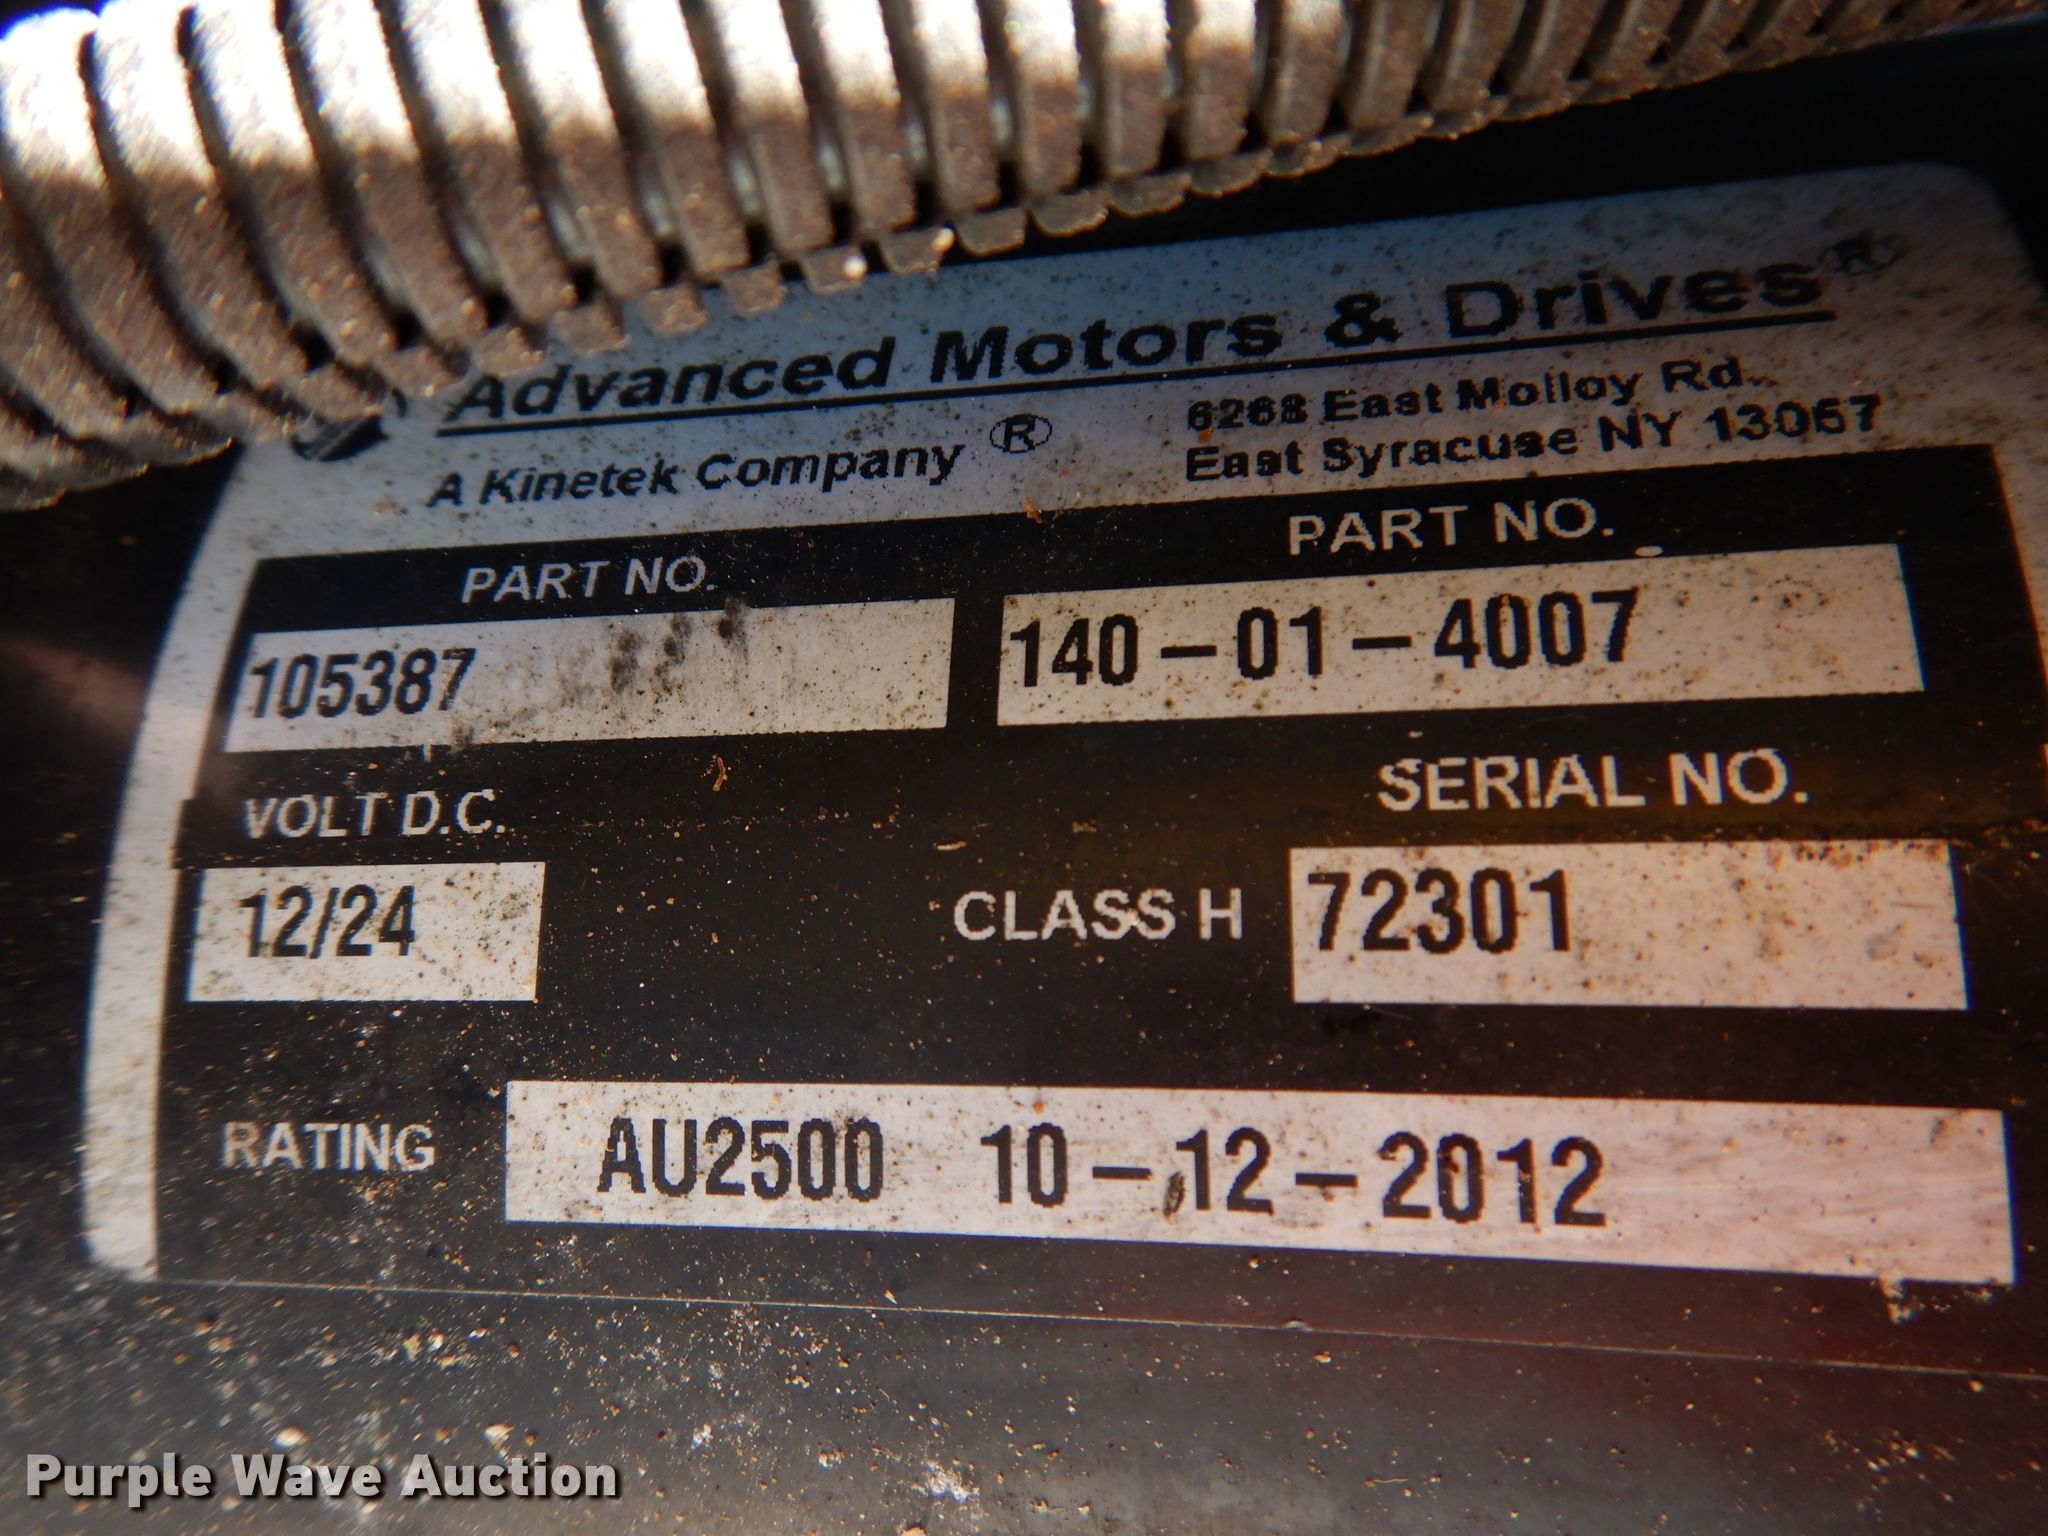 Advanced Motors & Drives®
A Kinetek Company ®
6268 East Molloy Rd.
East Syracuse NY 13057
PART NO.
PART NO.
105387
140-01-4007
VOLT D.C.
SERIAL NO.
12/24
CLASS H
72301
RATING
AU2500 10-12-2012
Purple Wave Auction